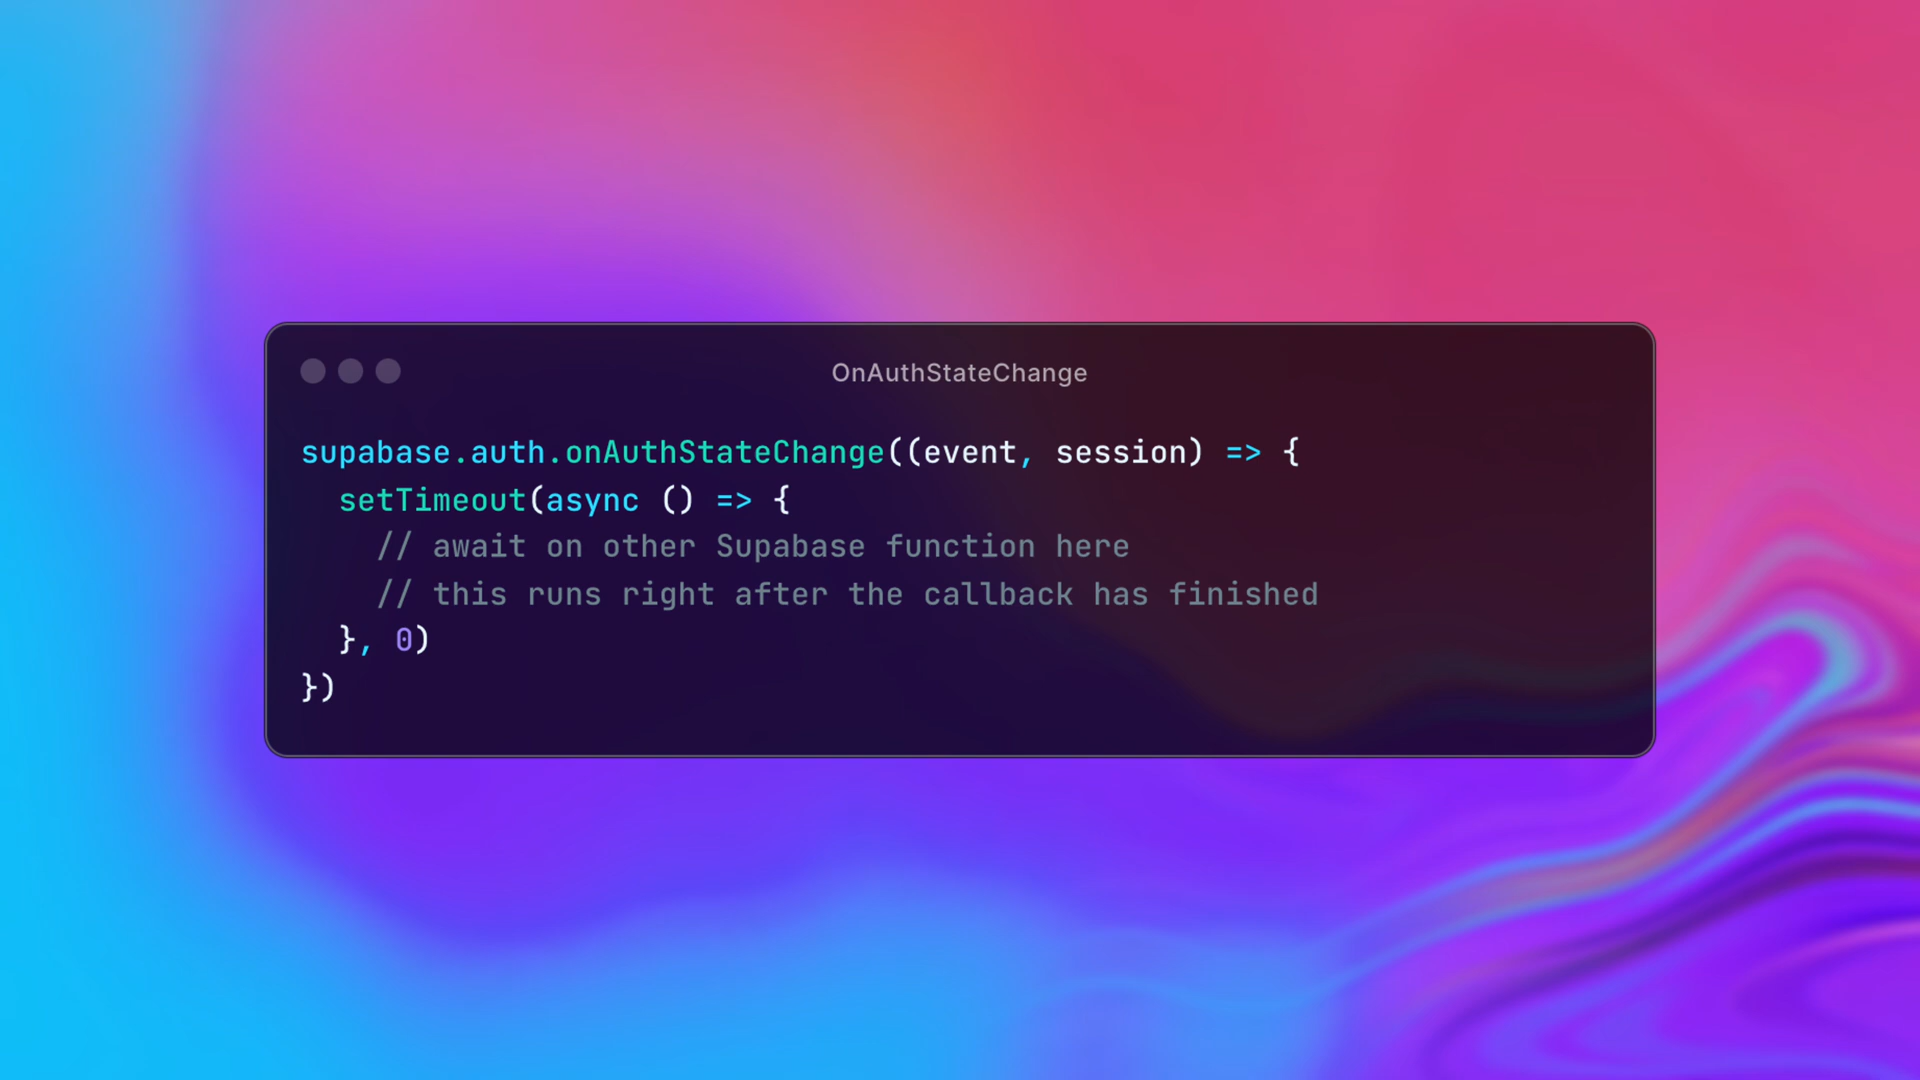 OnAuthStateChange
supabase.auth.onAuthStateChange((event, session) => {
  setTimeout(async () => {
    // await on other Supabase function here
    // this runs right after the callback has finished
  }, 0)
})